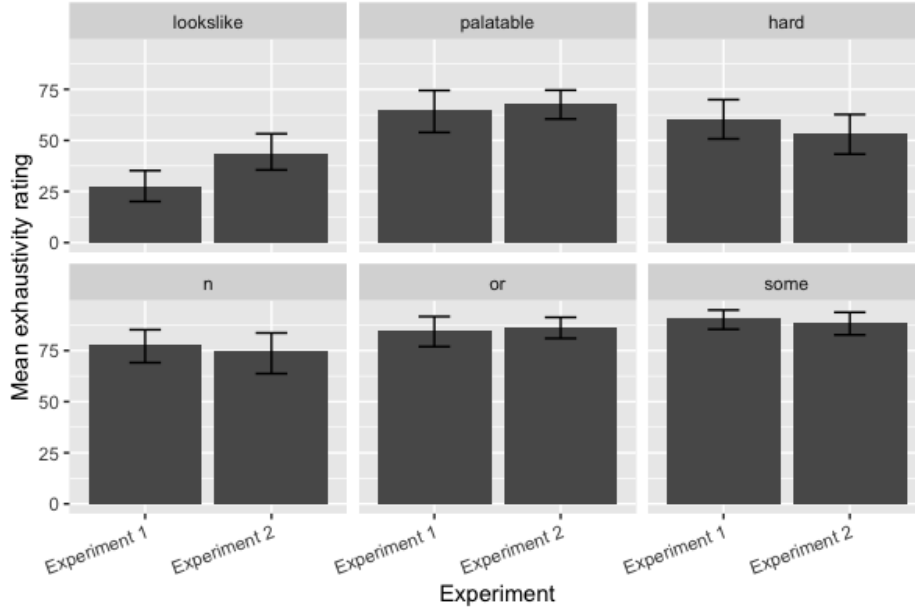 lookslike palatable hard
75
50
25
0
n or some
75
50
25
0
Experiment 1 Experiment 2 Experiment 1 Experiment 2 Experiment 1 Experiment 2
Experiment
Mean exhaustivity rating